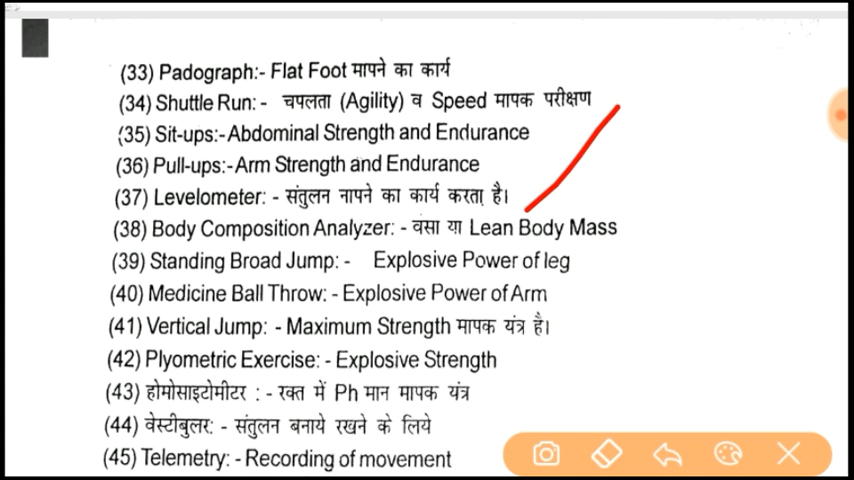 (33) Padograph:- Flat Foot मापने का कार्य
(34) Shuttle Run: - चपलता (Agility) व Speed मापक परीक्षण
(35) Sit-ups:-Abdominal Strength and Endurance
(36) Pull-ups:-Arm Strength and Endurance
(37) Levelometer: - संतुलन नापने का कार्य करता है।
(38) Body Composition Analyzer: - वसा या Lean Body Mass
(39) Standing Broad Jump: - Explosive Power of leg
(40) Medicine Ball Throw: - Explosive Power of Arm
(41) Vertical Jump: - Maximum Strength मापक यंत्र है।
(42) Plyometric Exercise: - Explosive Strength
(43) होमोसाइटोमीटर : - रक्त में Ph मान मापक यंत्र
(44) वेस्टीबुलर: - संतुलन बनाये रखने के लिये
(45) Telemetry: - Recording of movement